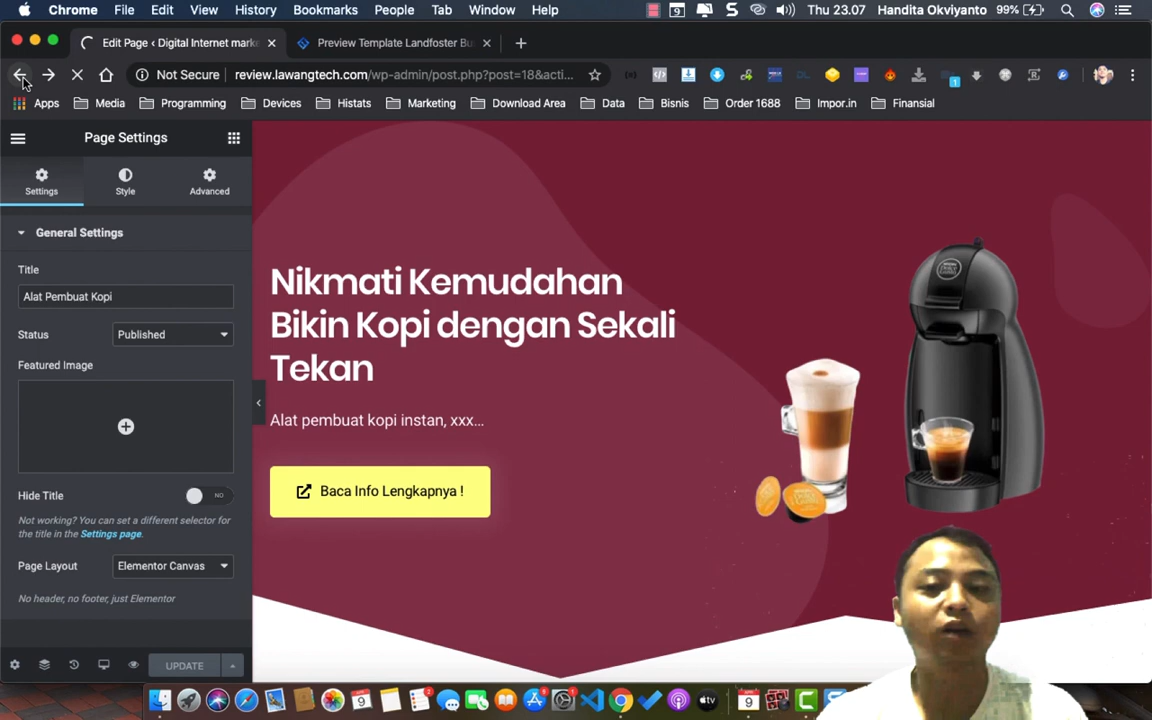 Chrome File Edit View History Bookmarks People Tab Window Help
9 S Thu 23.07 Handita Okviyanto 99%
Edit Page ‹ Digital Internet marke
Preview Template Landfoster Bu
Not Secure review.lawangtech.com/wp-admin/post.php?post=18&acti...
Apps Media Programming Devices Histats Marketing Download Area Data Bisnis Order 1688 Impor.in Finansial
Page Settings
Settings Style Advanced
General Settings
Title
Alat Pembuat Kopi
Status Published
Featured Image
Hide Title NO
Not working? You can set a different selector for
the title in the Settings page.
Page Layout Elementor Canvas
No header, no footer, just Elementor
UPDATE
Nikmati Kemudahan
Bikin Kopi dengan Sekali
Tekan
Alat pembuat kopi instan, xxx...
Baca Info Lengkapnya !